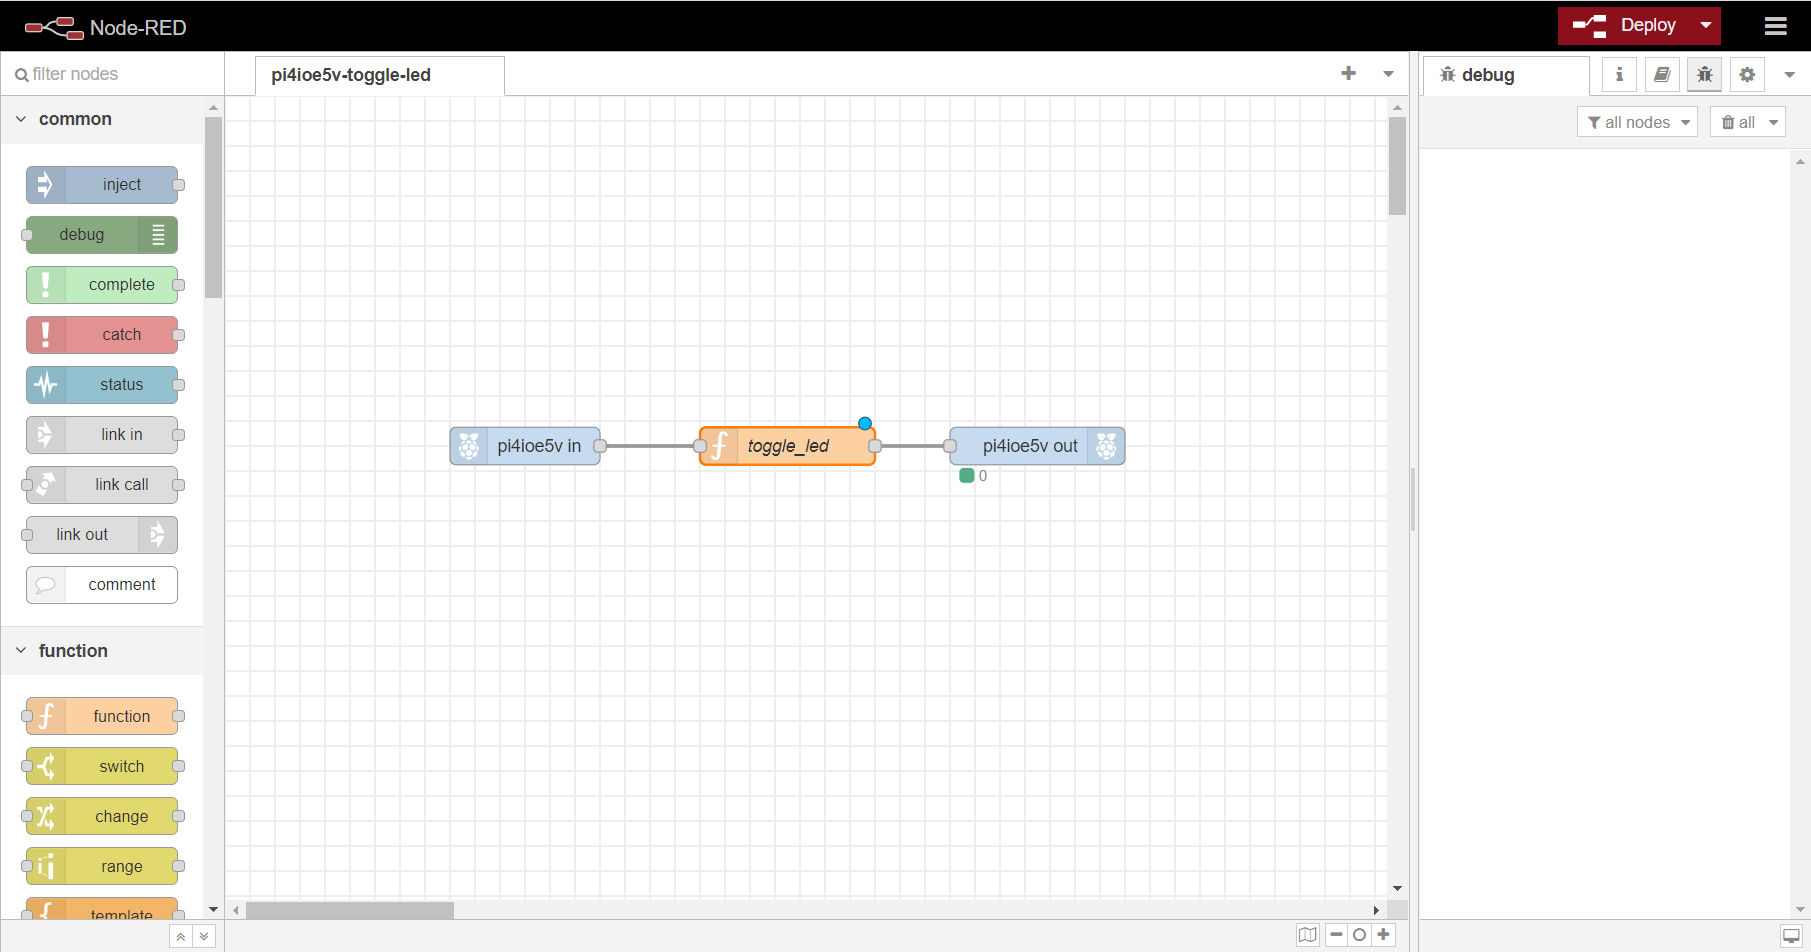 Node-RED
Deploy
filter nodes
pi4ioe5v-toggle-led
debug
all nodes
all
common
inject
debug
complete
catch
status
link in
link call
link out
comment
function
function
switch
change
range
template
pi4ioe5v in
toggle_led
pi4ioe5v out
0